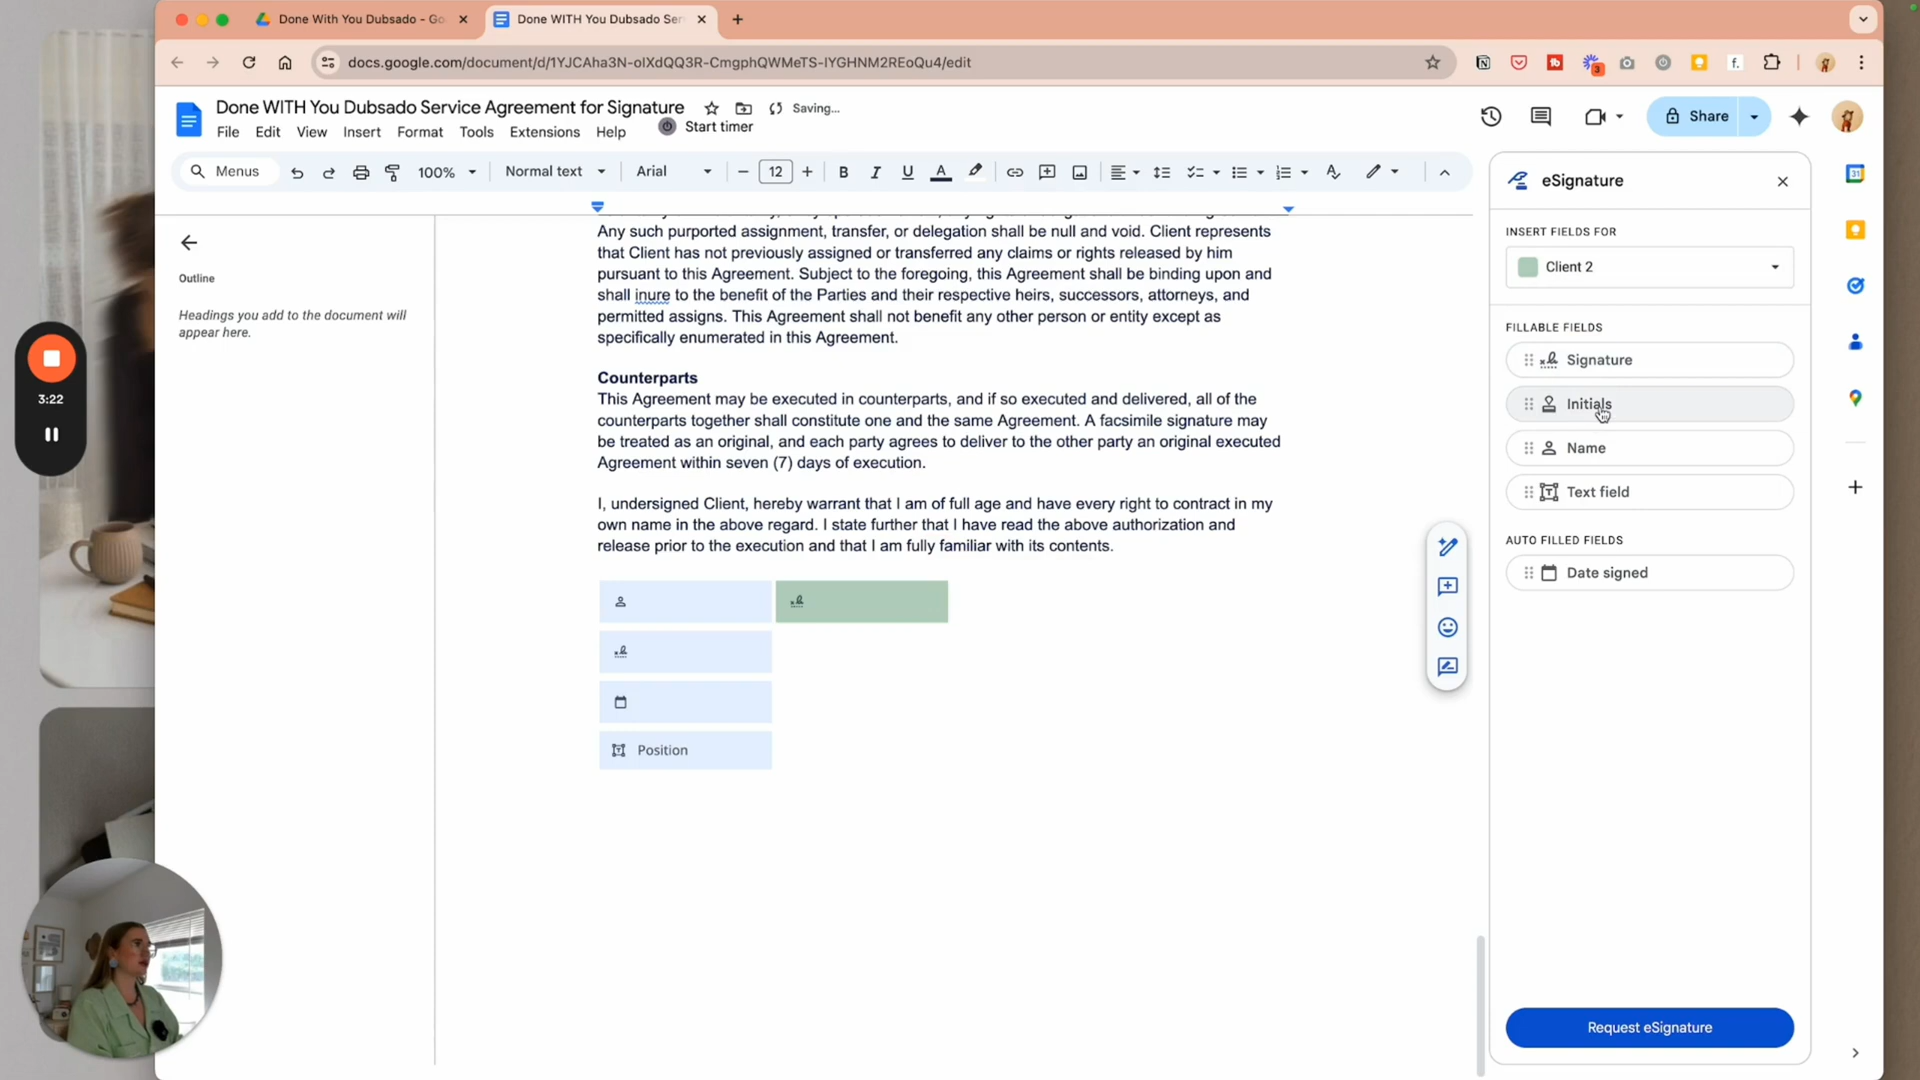 Done With You Dubsado - Go
Done WITH You Dubsado Ser
docs.google.com/document/d/1YJCAha3N-oIXdQQ3R-CmgphQWMeTS-IYGHNM2REoQu4/edit
3
f.
Done WITH You Dubsado Service Agreement for Signature
Saving...
File Edit View Insert Format Tools Extensions Help
Start timer
Share
Menus
100%
Normal text
Arial
12
B I U A
Outline
Headings you add to the document will
appear here.
3:22
Any such purported assignment, transfer, or delegation shall be null and void. Client represents
that Client has not previously assigned or transferred any claims or rights released by him
pursuant to this Agreement. Subject to the foregoing, this Agreement shall be binding upon and
shall inure to the benefit of the Parties and their respective heirs, successors, attorneys, and
permitted assigns. This Agreement shall not benefit any other person or entity except as
specifically enumerated in this Agreement.
Counterparts
This Agreement may be executed in counterparts, and if so executed and delivered, all of the
counterparts together shall constitute one and the same Agreement. A facsimile signature may
be treated as an original, and each party agrees to deliver to the other party an original executed
Agreement within seven (7) days of execution.
I, undersigned Client, hereby warrant that I am of full age and have every right to contract in my
own name in the above regard. I state further that I have read the above authorization and
release prior to the execution and that I am fully familiar with its contents.
Position
eSignature
INSERT FIELDS FOR
Client 2
FILLABLE FIELDS
Signature
Initials
Name
Text field
AUTO FILLED FIELDS
Date signed
Request eSignature
31